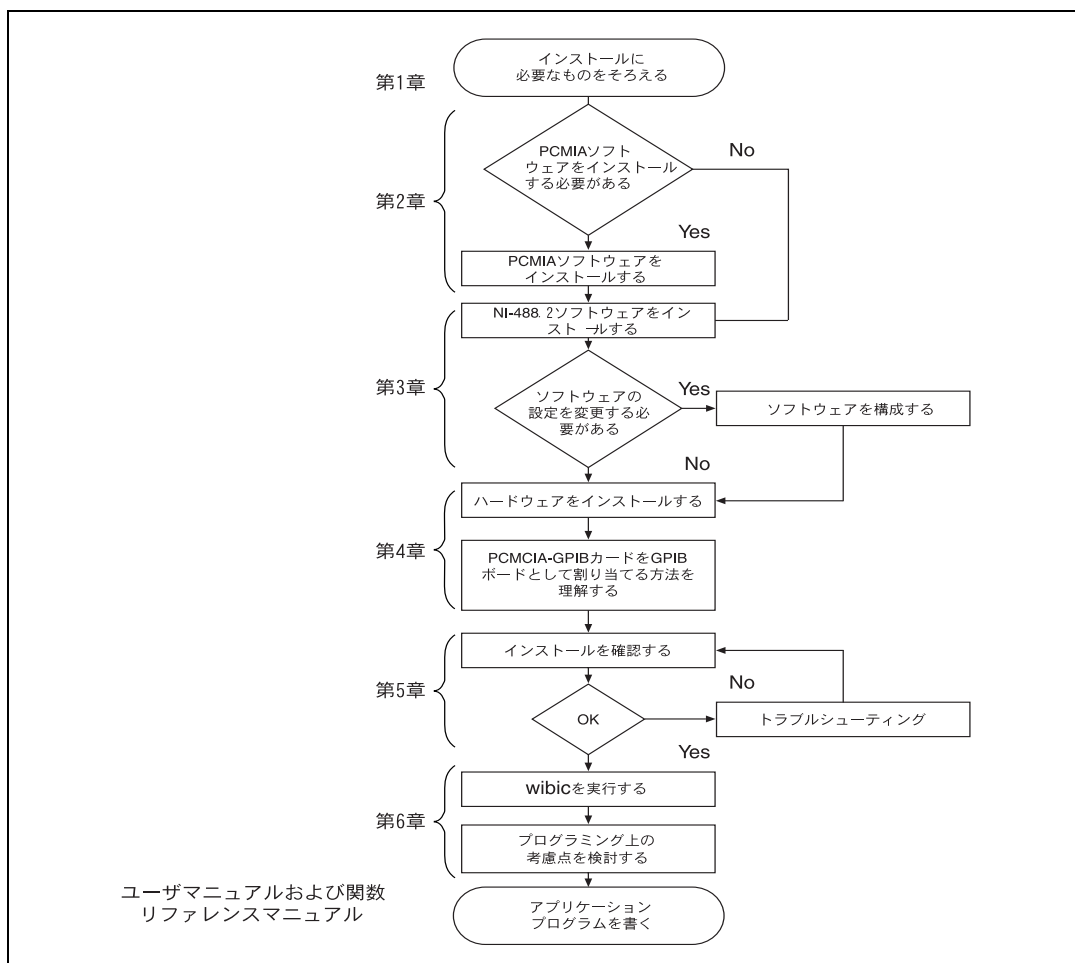 インストールに
必要なものをそろえる
第1章
PCMIAソフト
ウェアをインストール
する必要がある
No
第2章
Yes
PCMIAソフトウェアを
インストールする
NI-488.2ソフトウェアをイン
ストールする
第3章
ソフトウェアの
設定を変更する必
要がある
Yes
ソフトウェアを構成する
No
ハードウェアをインストールする
第4章
PCMCIA-GPIBカードをGPIB
ボードとして割り当てる方法を
理解する
インストールを確認する
第5章
No
OK
トラブルシューティング
Yes
wibicを実行する
第6章
プログラミング上の
考慮点を検討する
ユーザマニュアルおよび関数
リファレンスマニュアル
アプリケーション
プログラムを書く